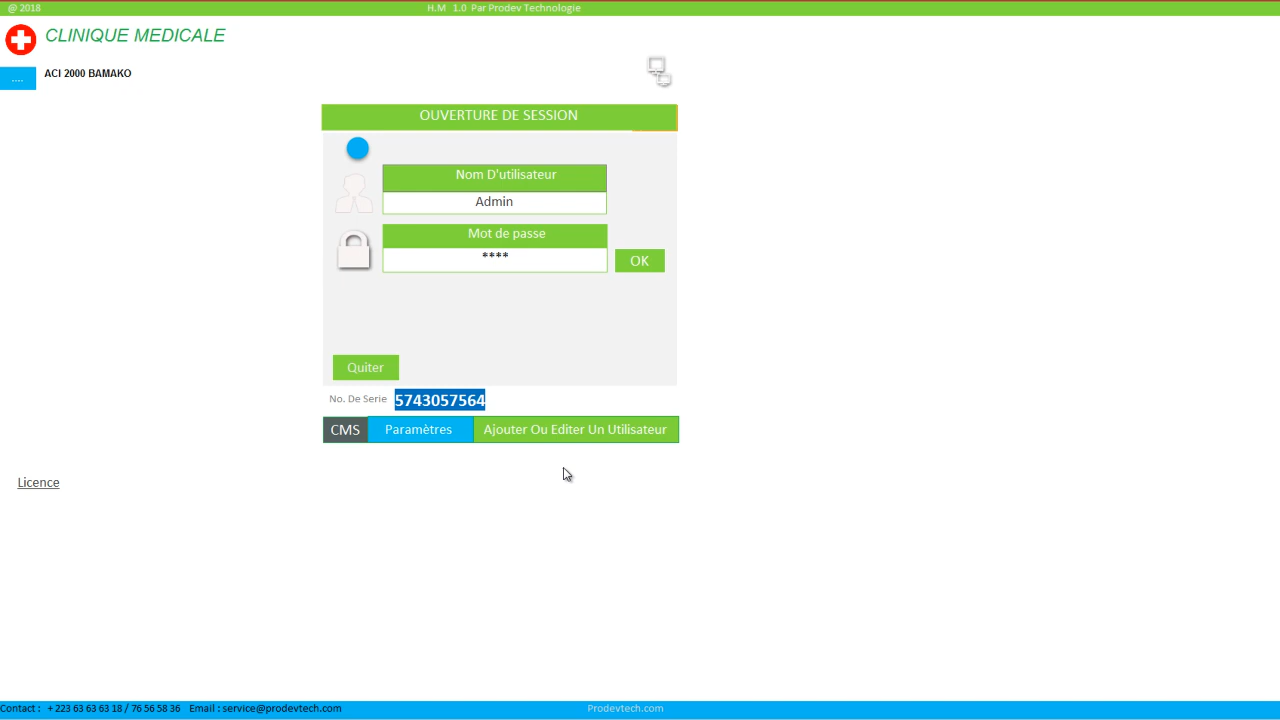 @ 2018
H.M 1.0 Par Prodev Technologie
CLINIQUE MEDICALE
....
ACI 2000 BAMAKO
OUVERTURE DE SESSION
Nom D'utilisateur
Admin
Mot de passe
****
OK
Quiter
No. De Serie 5743057564
CMS Paramètres Ajouter Ou Editer Un Utilisateur
Licence
Contact : + 223 63 63 63 18 / 76 56 58 36 Email : service@prodevtech.com
Prodevtech.com